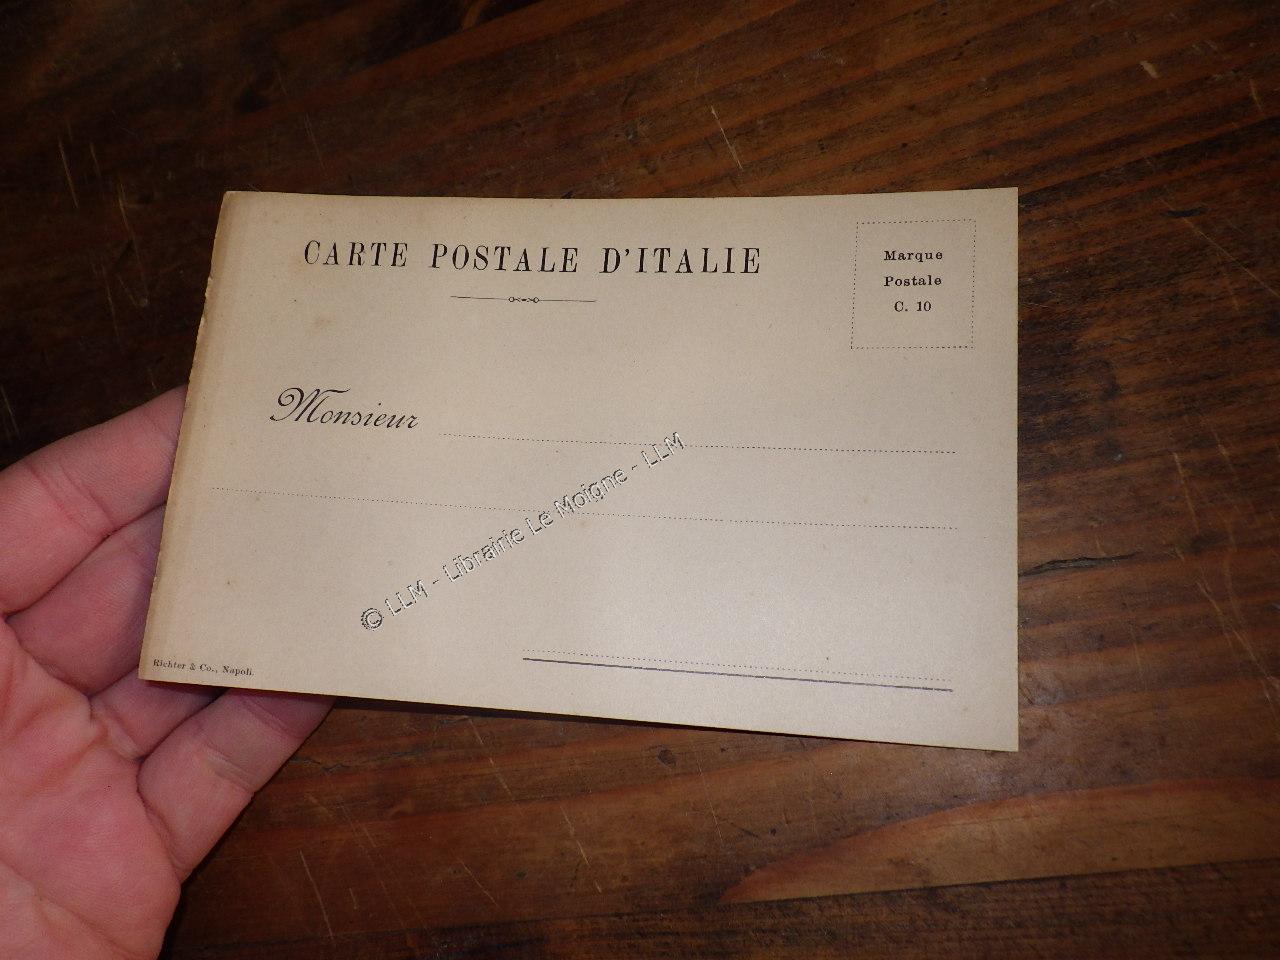 CARTE POSTALE D'ITALIE
Marque
Postale
C. 10
Monsieur
© LLM - Librairie Le Moigne - LLM
Richter & Co., Napoli.